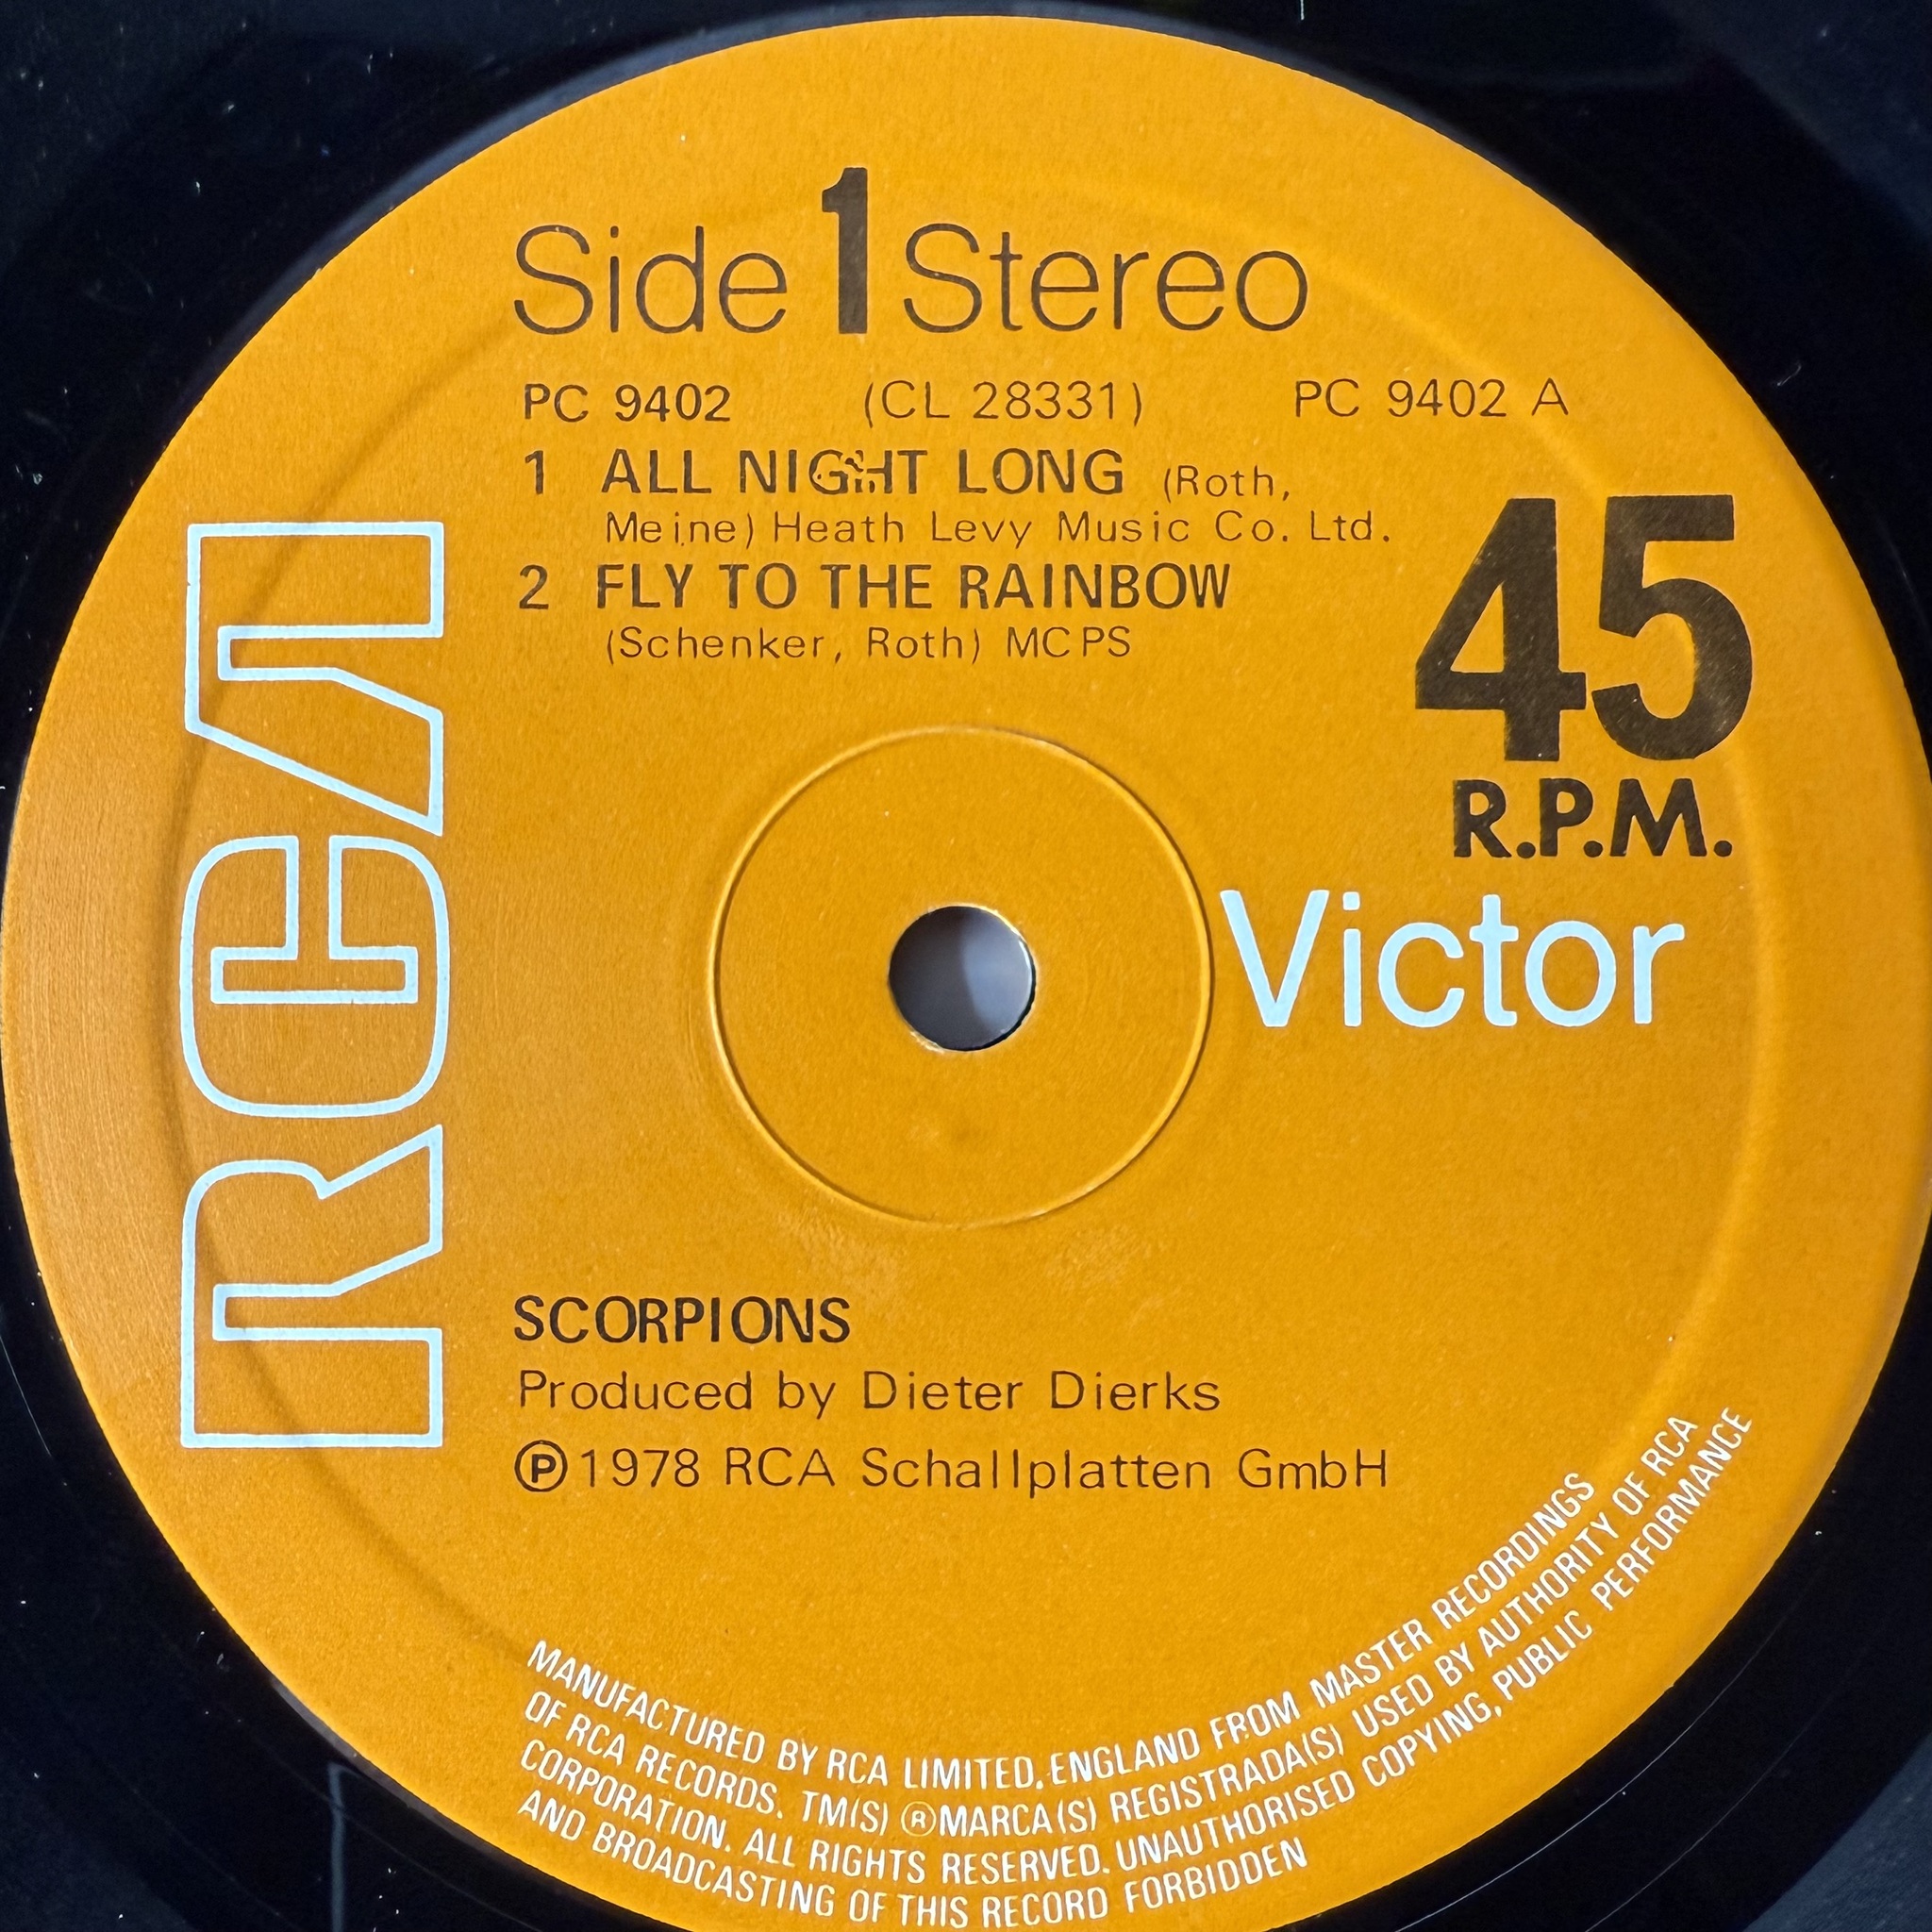 Side 1 Stereo
PC 9402 (CL 28331) PC 9402 A
1 ALL NIGHT LONG (Roth,
Meine) Heath Levy Music Co. Ltd.
2 FLY TO THE RAINBOW
(Schenker, Roth) MCPS
45
R.P.M.
RCA
Victor
SCORPIONS
Produced by Dieter Dierks
Ⓟ1978 RCA Schallplatten GmbH
MANUFACTURED BY RCA LIMITED, ENGLAND FROM MASTER RECORDINGS
OF RCA RECORDS. TM(S) ®MARCA(S) REGISTRADA(S) USED BY AUTHORITY OF RCA
CORPORATION. ALL RIGHTS RESERVED. UNAUTHORISED COPYING, PUBLIC PERFORMANCE
AND BROADCASTING OF THIS RECORD FORBIDDEN